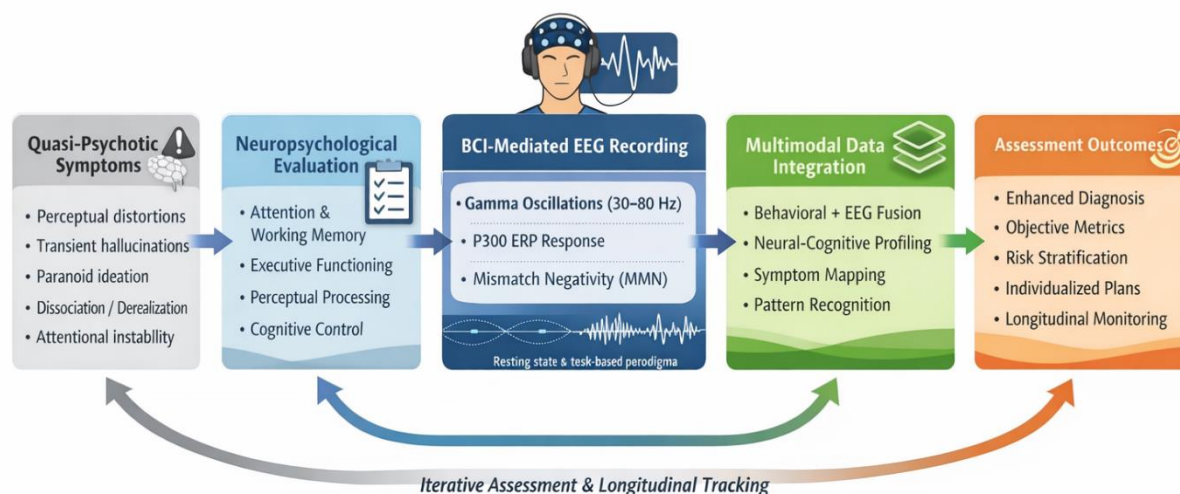 Quasi-Psychotic
Symptoms
• Perceptual distortions
• Transient hallucinations
• Paranoid ideation
• Dissociation / Derealization
• Attentional instability
Neuropsychological
Evaluation
• Attention &
Working Memory
• Executive Functioning
• Perceptual Processing
• Cognitive Control
BCI-Mediated EEG Recording
• Gamma Oscillations (30–80 Hz)
• P300 ERP Response
• Mismatch Negativity (MMN)
Resting state & tesk-based perodigma
Multimodal Data
Integration
• Behavioral + EEG Fusion
• Neural-Cognitive Profiling
• Symptom Mapping
• Pattern Recognition
Assessment Outcomes
• Enhanced Diagnosis
• Objective Metrics
• Risk Stratification
• Individualized Plans
• Longitudinal Monitoring
Iterative Assessment & Longitudinal Tracking